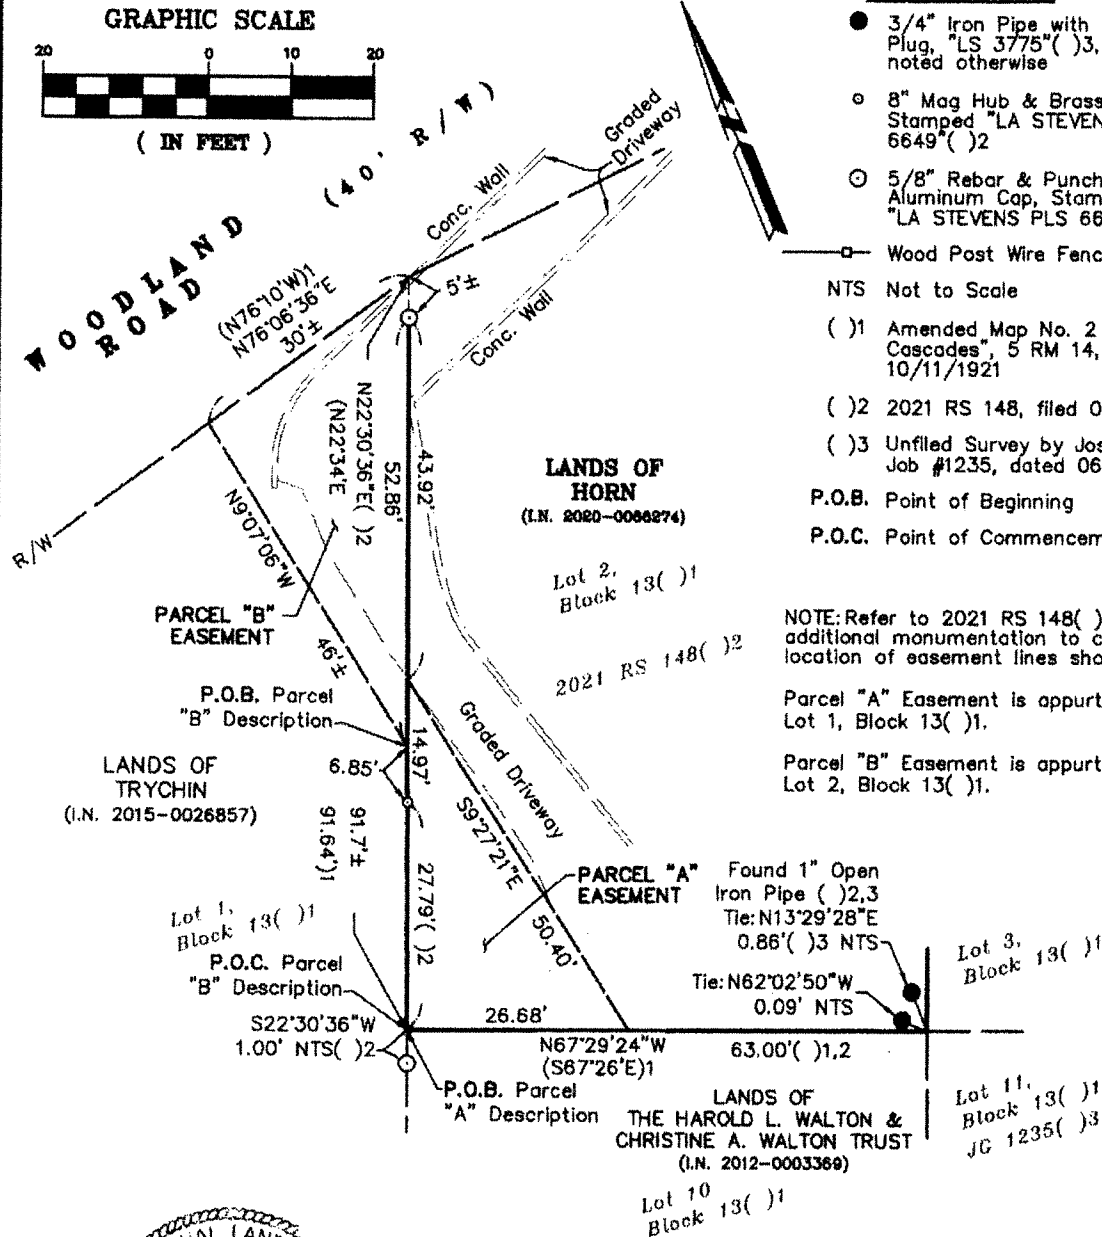 GRAPHIC SCALE
20 0 10 20
( IN FEET )
WOODLAND
ROAD
(40' R/W)
Graded
Driveway
Conc. Wall
(N76°10'W)1
N76°06'36"E
30'±
5'±
Conc. Wall
R/W
N22°30'36"E( )2
(N22°34'E
52.86'
43.92'
N9°07'06"W
46'±
PARCEL "B"
EASEMENT
LANDS OF
HORN
(I.N. 2020-0066274)
Lot 2,
Block 13( )1
2021 RS 148( )2
P.O.B. Parcel
"B" Description
14.97'
6.85'
Graded Driveway
LANDS OF
TRYCHIN
(I.N. 2015-0026857)
91.7'±
91.64')1
S9°27'21"E
50.40'
27.79'( )2
PARCEL "A"
EASEMENT
Lot 1,
Block 13( )1
P.O.C. Parcel
"B" Description
S22°30'36"W
1.00' NTS( )2
P.O.B. Parcel
"A" Description
26.68'
N67°29'24"W
(S67°26'E)1
63.00'( )1,2
Found 1" Open
Iron Pipe ( )2,3
Tie: N13°29'28"E
0.86'( )3 NTS
Tie: N62°02'50"W
0.09' NTS
Lot 3,
Block 13( )1
LANDS OF
THE HAROLD L. WALTON &
CHRISTINE A. WALTON TRUST
(I.N. 2012-0003369)
Lot 11,
Block 13( )1
JG 1235( )3
Lot 10
Block 13( )1
3/4" Iron Pipe with
Plug, "LS 3775"( )3,
noted otherwise
8" Mag Hub & Brass
Stamped "LA STEVEN
6649"( )2
5/8" Rebar & Punch
Aluminum Cap, Stam
"LA STEVENS PLS 66
Wood Post Wire Fenc
NTS Not to Scale
( )1 Amended Map No. 2
Cascades", 5 RM 14,
10/11/1921
( )2 2021 RS 148, filed 0
( )3 Unfiled Survey by Jos
Job #1235, dated 06
P.O.B. Point of Beginning
P.O.C. Point of Commencem
NOTE: Refer to 2021 RS 148( )
additional monumentation to c
location of easement lines sho
Parcel "A" Easement is appurt
Lot 1, Block 13( )1.
Parcel "B" Easement is appurt
Lot 2, Block 13( )1.
LAND